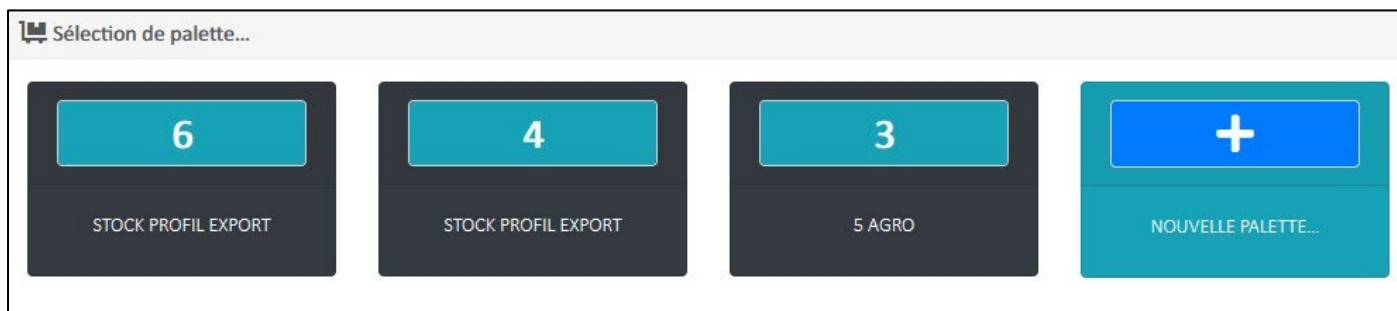 Sélection de palette...
6
STOCK PROFIL EXPORT
4
STOCK PROFIL EXPORT
3
5 AGRO
+
NOUVELLE PALETTE...